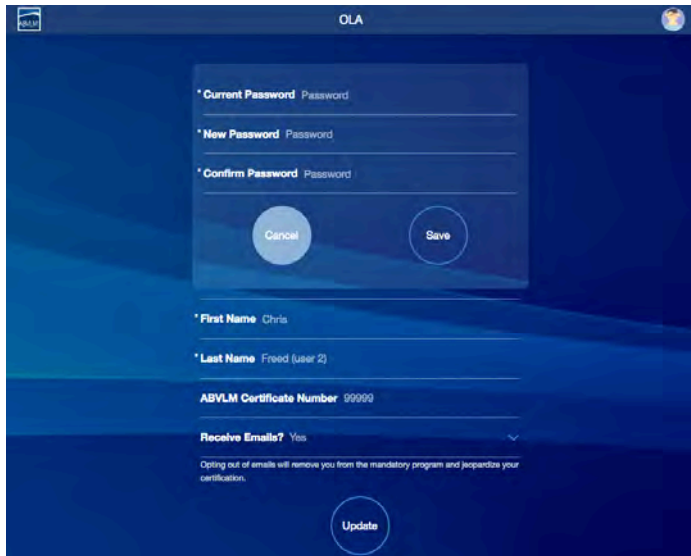 ABVLM
OLA
* Current Password Password
* New Password Password
* Confirm Password Password
Cancel Save
* First Name Chris
* Last Name Freed (user 2)
ABVLM Certificate Number 99999
Receive Emails? Yes
Opting out of emails will remove you from the mandatory program and jeopardize your
certification.
Update